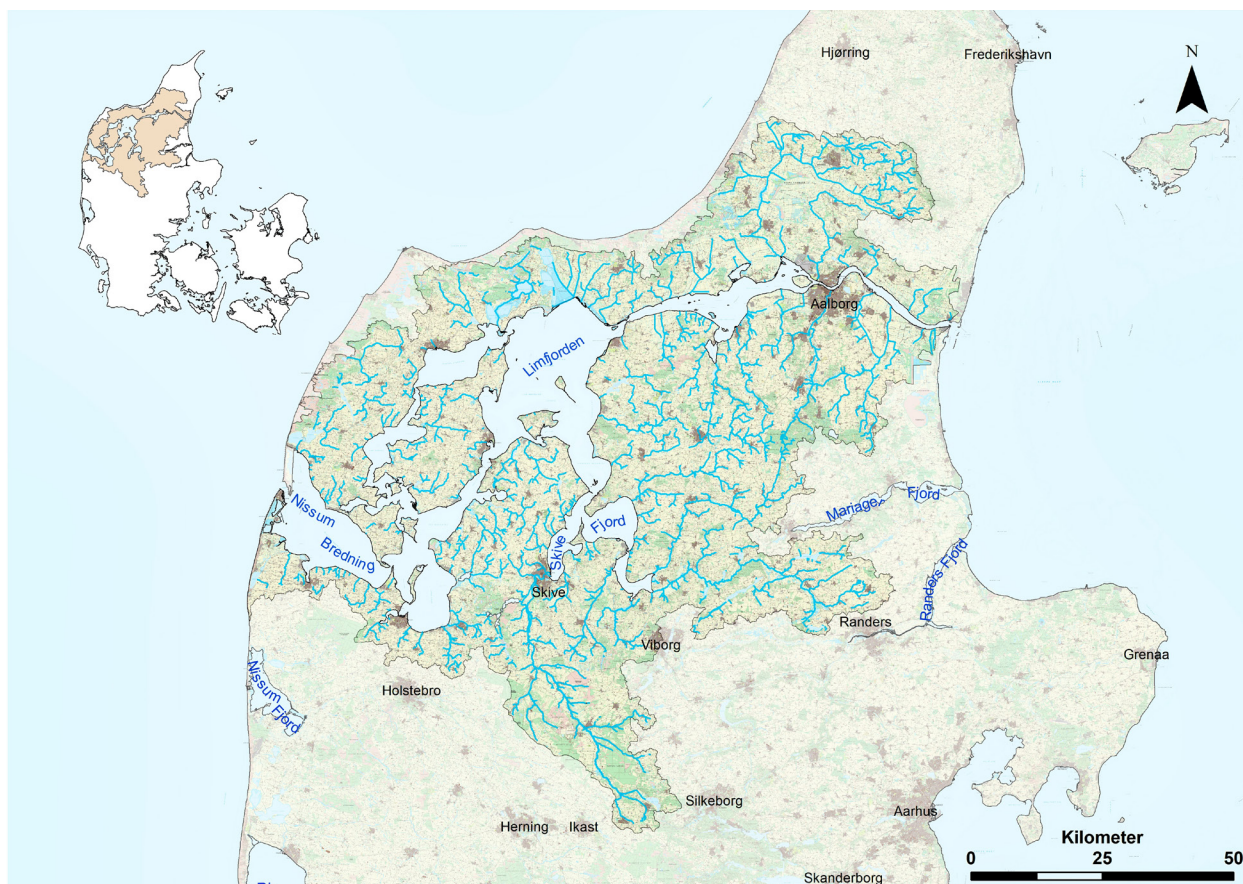 Hjørring
Frederikshavn
N
Aalborg
Limfjorden
Nissum
Bredning
Skive
Fjord
Mariager
Fjord
Randers Fjord
Skive
Randers
Viborg
Grenaa
Holstebro
Nissum
Fjord
Silkeborg
Aarhus
Herning
Ikast
Kilometer
0
25
50
Skanderborg